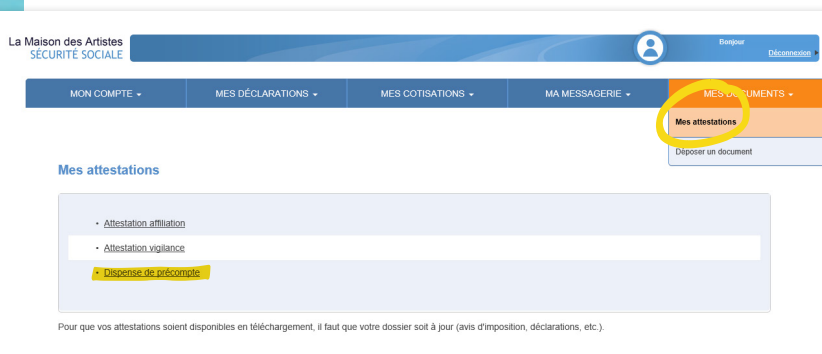 La Maison des Artistes
SÉCURITÉ SOCIALE
Bonjour
Déconnexion
MON COMPTE
MES DÉCLARATIONS
MES COTISATIONS
MA MESSAGERIE
MES DOCUMENTS
Mes attestations
Déposer un document
Mes attestations
• Attestation affiliation
• Attestation vigilance
• Dispense de précompte
Pour que vos attestations soient disponibles en téléchargement, il faut que votre dossier soit à jour (avis d'imposition, déclarations, etc.).